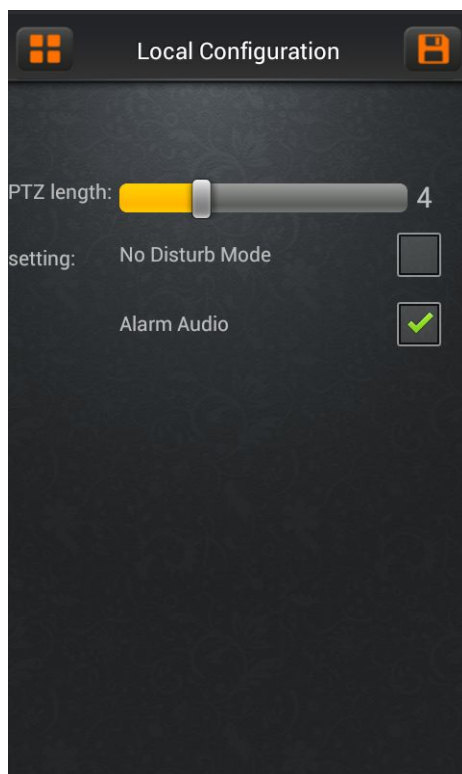 Local Configuration
PTZ length: 4
setting: No Disturb Mode
Alarm Audio